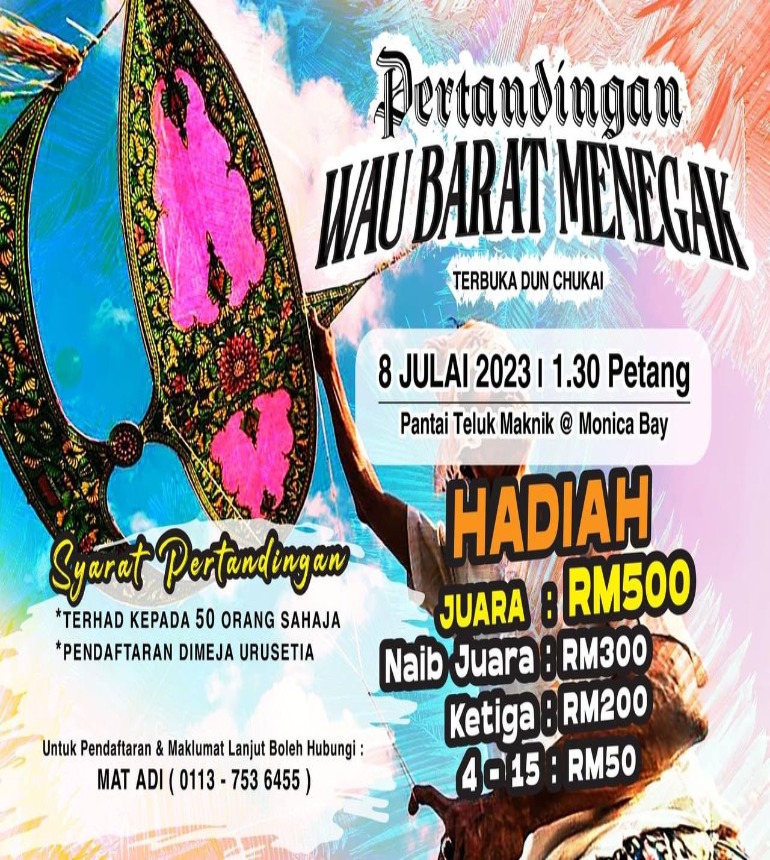 Pertandingan
WAU BARAT MENEGAK
TERBUKA DUN CHUKAI
8 JULAI 2023 | 1.30 Petang
Pantai Teluk Maknik @ Monica Bay
HADIAH
JUARA : RM500
Naib Juara : RM300
Ketiga : RM200
4 - 15 : RM50
Syarat Pertandingan
*TERHAD KEPADA 50 ORANG SAHAJA
*PENDAFTARAN DIMEJA URUSETIA
Untuk Pendaftaran & Maklumat Lanjut Boleh Hubungi :
MAT ADI ( 0113 - 753 6455 )